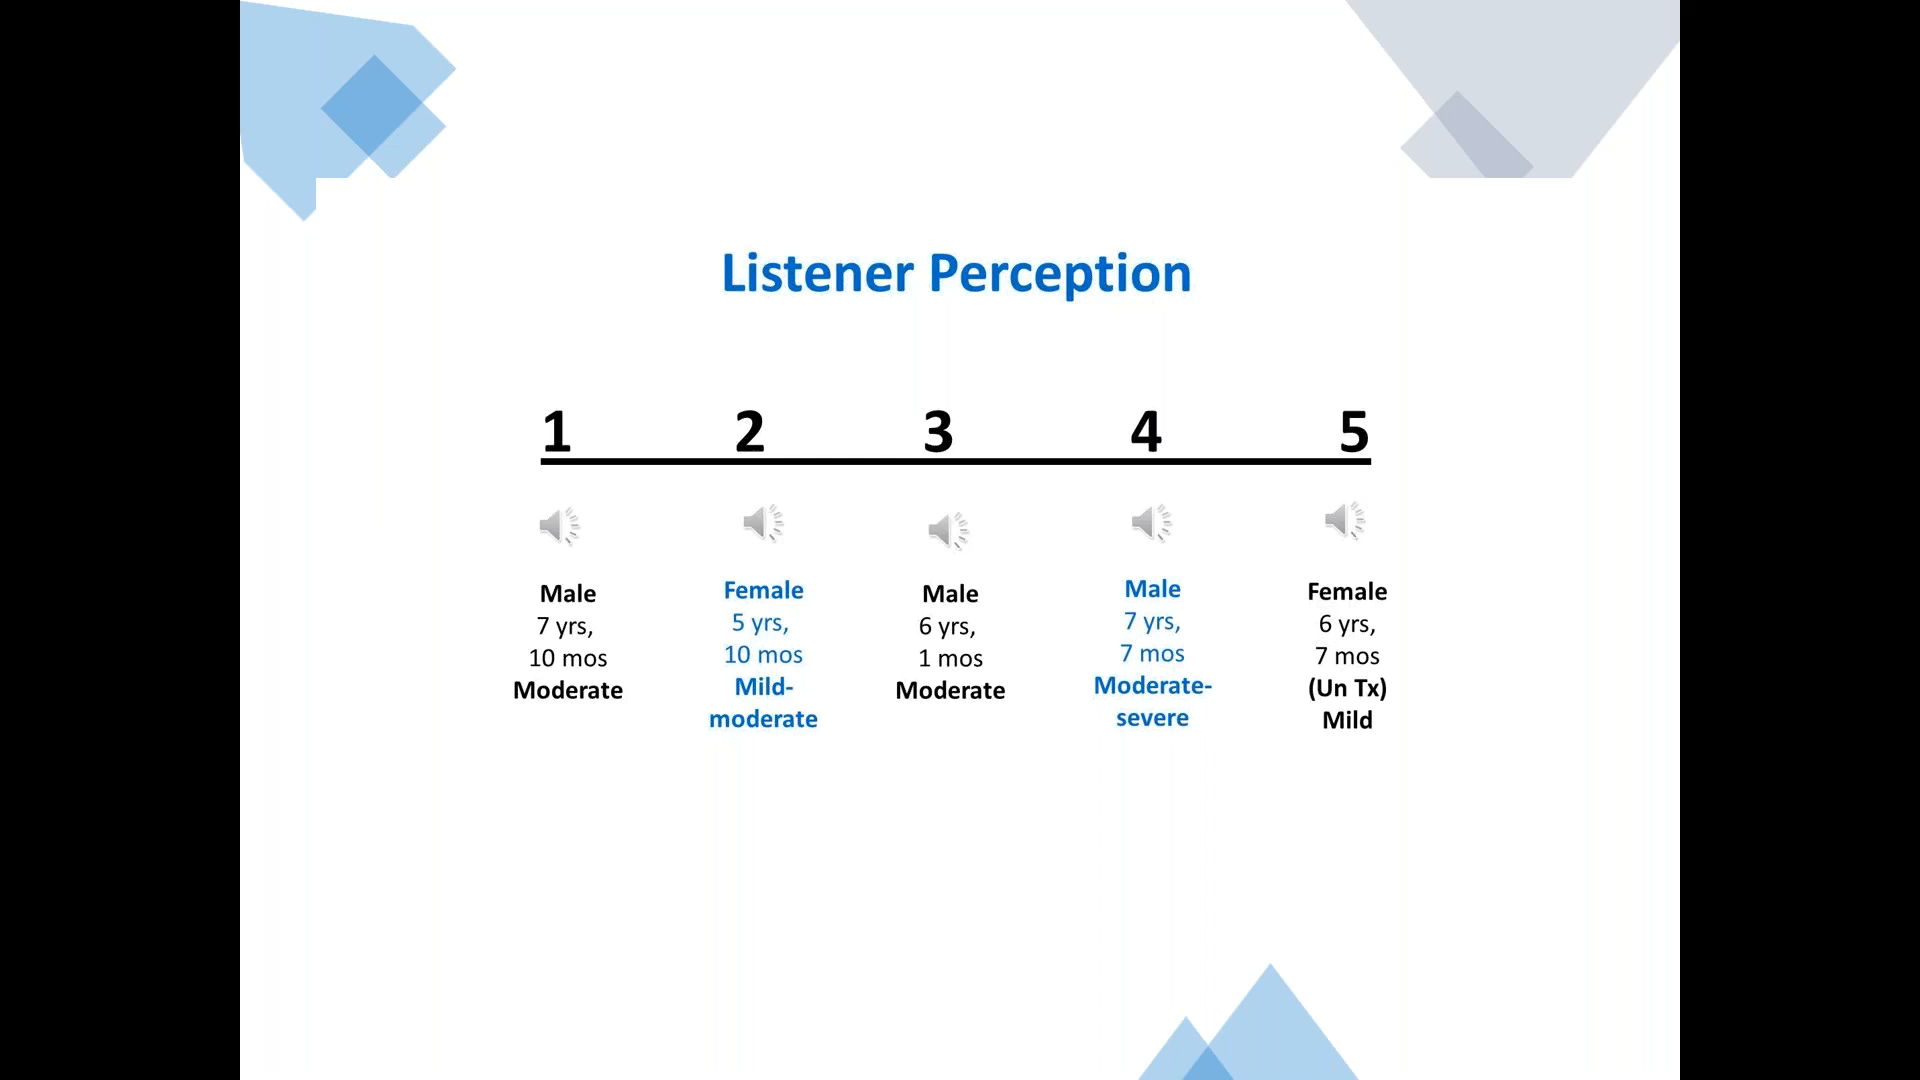 Listener Perception
1 2 3 4 5
Male
7 yrs,
10 mos
Moderate
Female
5 yrs,
10 mos
Mild-
moderate
Male
6 yrs,
1 mos
Moderate
Male
7 yrs,
7 mos
Moderate-
severe
Female
6 yrs,
7 mos
(Un Tx)
Mild